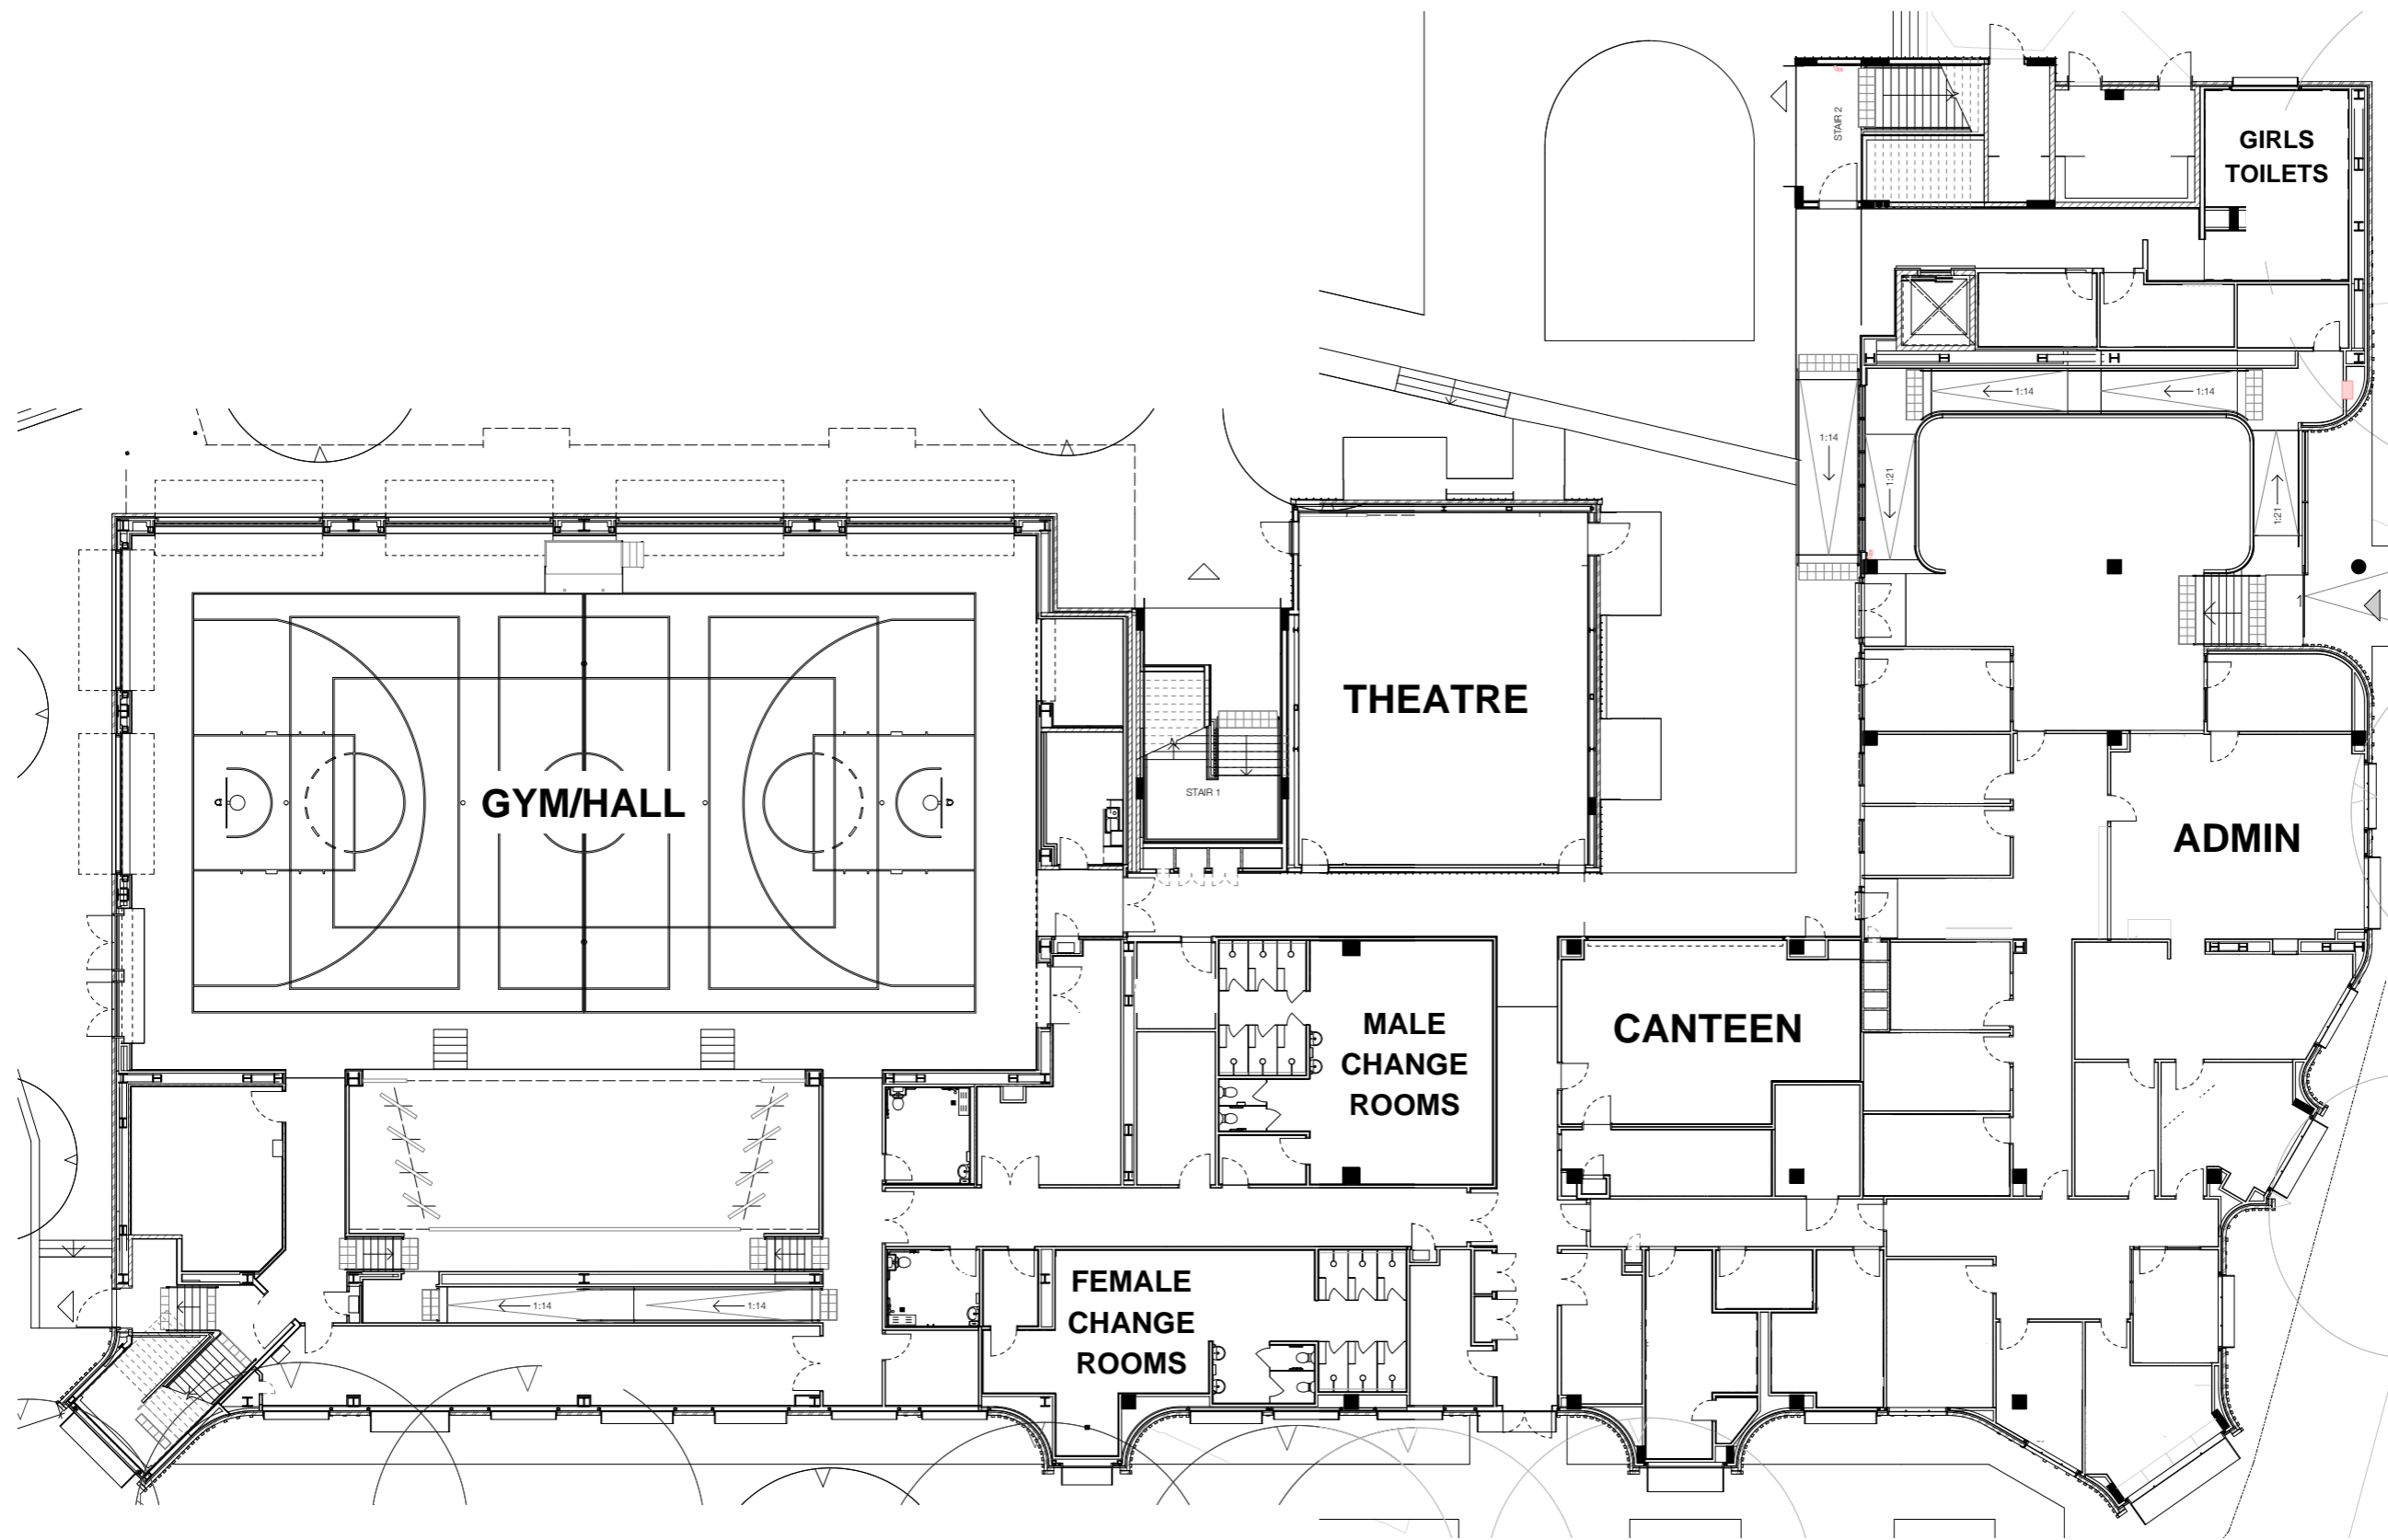 GIRLS
TOILETS
STAIR 2
1:14
1:14
1:14
1:21
1:21
THEATRE
GYM/HALL
STAIR 1
ADMIN
MALE
CHANGE
ROOMS
CANTEEN
FEMALE
CHANGE
ROOMS
1:14
1:14